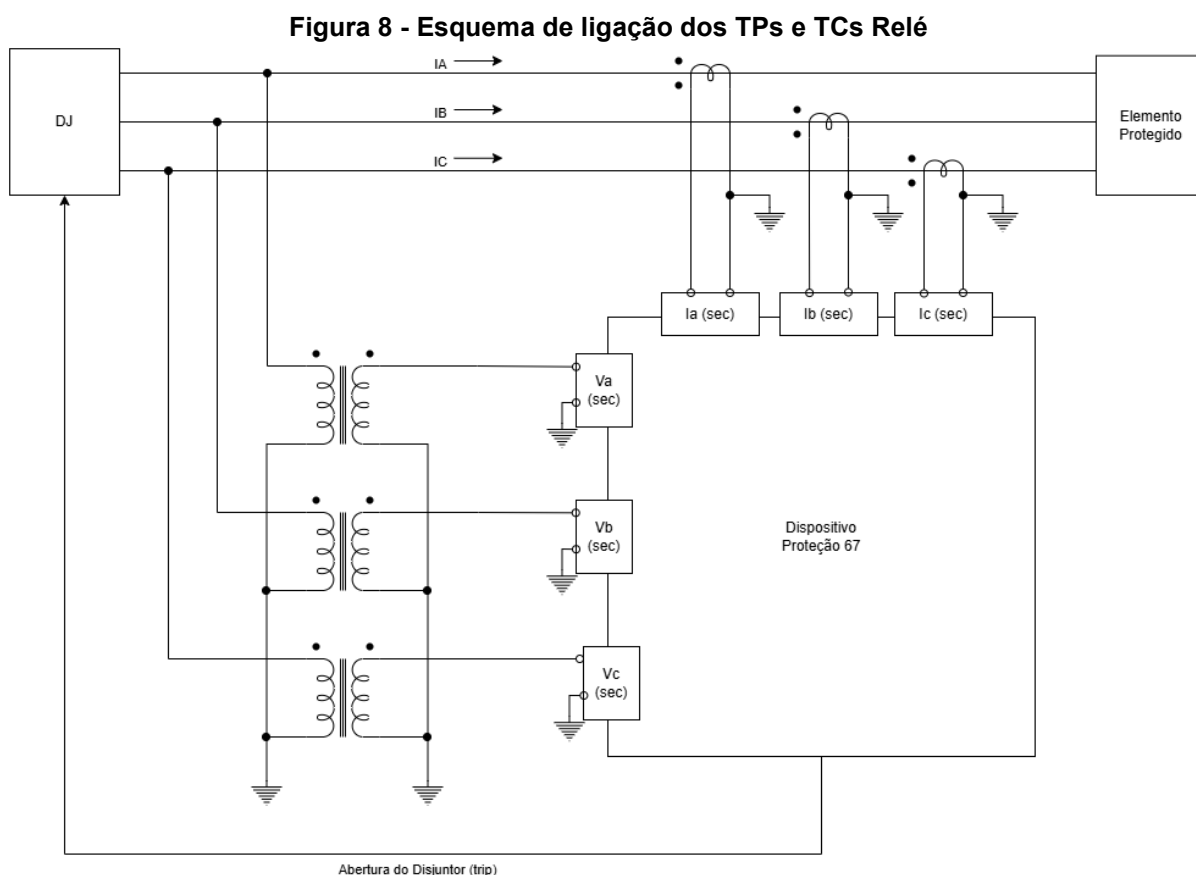 Figura 8 - Esquema de ligação dos TPs e TCs Relé
IA
DJ
IB
Elemento
Protegido
IC
Ia (sec)
Ib (sec)
Ic (sec)
Va
(sec)
Vb
(sec)
Dispositivo
Proteção 67
Vc
(sec)
Abertura do Disjuntor (trip)